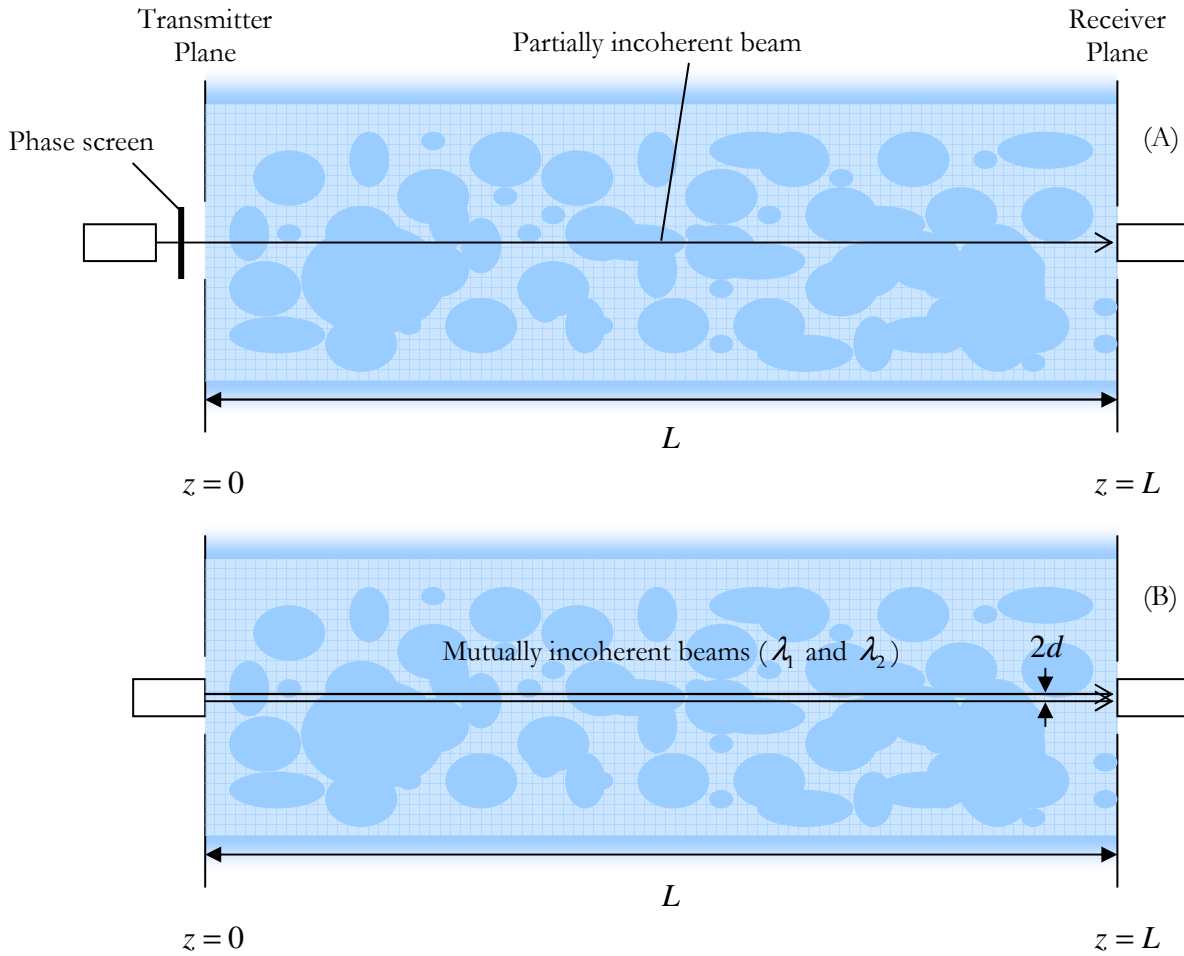 Transmitter
Plane
Receiver
Plane
Partially incoherent beam
Phase screen
(A)
L
z = 0
z = L
(B)
Mutually incoherent beams (λ₁ and λ₂)
2d
L
z = 0
z = L